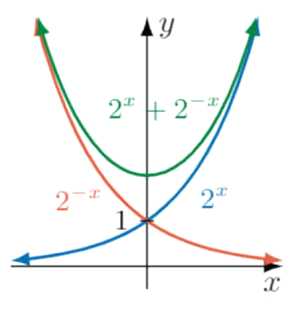 y
2^x + 2^{-x}
2^{-x}
2^x
1
x